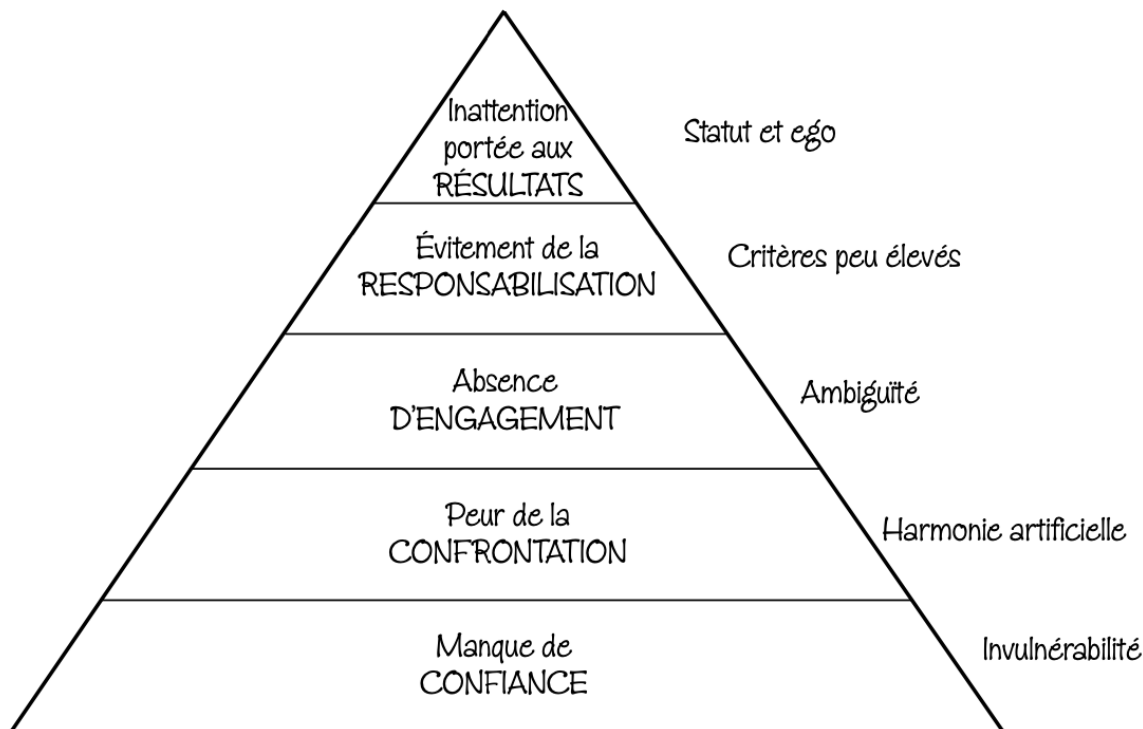 Inattention
portée aux
RÉSULTATS
Statut et ego
Évitement de la
RESPONSABILISATION
Critères peu élevés
Absence
D'ENGAGEMENT
Ambiguïté
Peur de la
CONFRONTATION
Harmonie artificielle
Manque de
CONFIANCE
Invulnérabilité